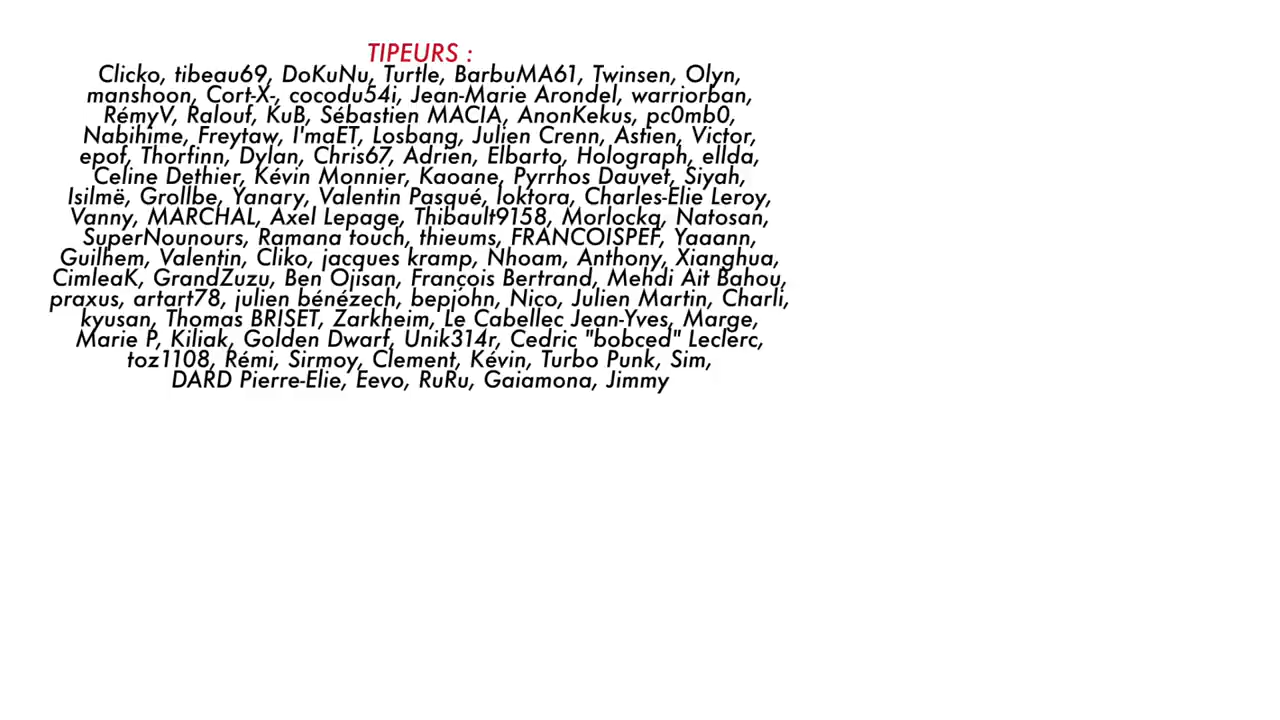 TIPEURS :
Clicko, tibeau69, DoKuNu, Turtle, BarbuMA61, Twinsen, Olyn,
manshoon, Cort-X-, cocodu54i, Jean-Marie Arondel, warriorban,
RémyV, Ralouf, KuB, Sébastien MACIA, AnonKekus, pc0mb0,
Nabihime, Freytaw, I'maET, Losbang, Julien Crenn, Astien, Victor,
epof, Thorfinn, Dylan, Chris67, Adrien, Elbarto, Holograph, ellda,
Celine Dethier, Kévin Monnier, Kaoane, Pyrrhos Dauvet, Siyah,
Isilmë, Grollbe, Yanary, Valentin Pasqué, loktora, Charles-Elie Leroy,
Vanny, MARCHAL, Axel Lepage, Thibault9158, Morlockq, Natosan,
SuperNounours, Ramana touch, thieums, FRANCOISPEF, Yaaann,
Guilhem, Valentin, Cliko, jacques kramp, Nhoam, Anthony, Xianghua,
CimleaK, GrandZuzu, Ben Ojisan, François Bertrand, Mehdi Ait Bahou,
praxus, artart78, julien bénézech, bepjohn, Nico, Julien Martin, Charli,
kyusan, Thomas BRISET, Zarkheim, Le Cabellec Jean-Yves, Marge,
Marie P, Kiliak, Golden Dwarf, Unik314r, Cedric "bobced" Leclerc,
toz1108, Rémi, Sirmoy, Clement, Kévin, Turbo Punk, Sim,
DARD Pierre-Elie, Eevo, RuRu, Gaiamona, Jimmy